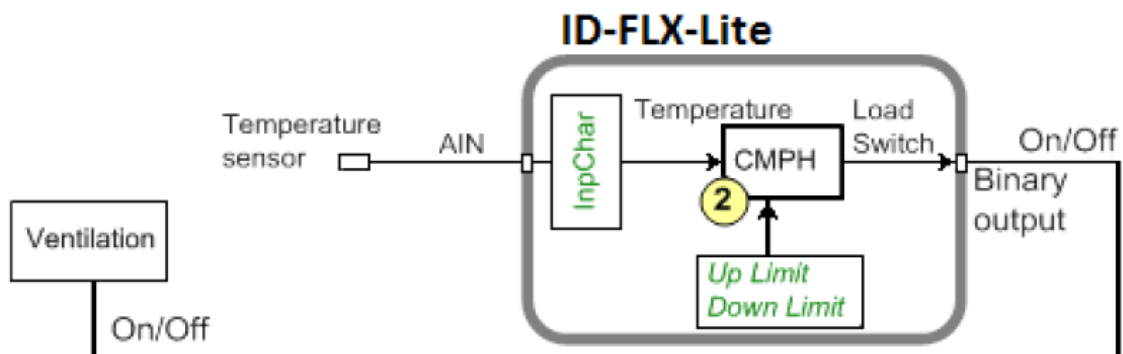 ID-FLX-Lite
Temperature
sensor
AIN
InpChar
Temperature
CMPH
2
Load
Switch
On/Off
Binary
output
Up Limit
Down Limit
Ventilation
On/Off